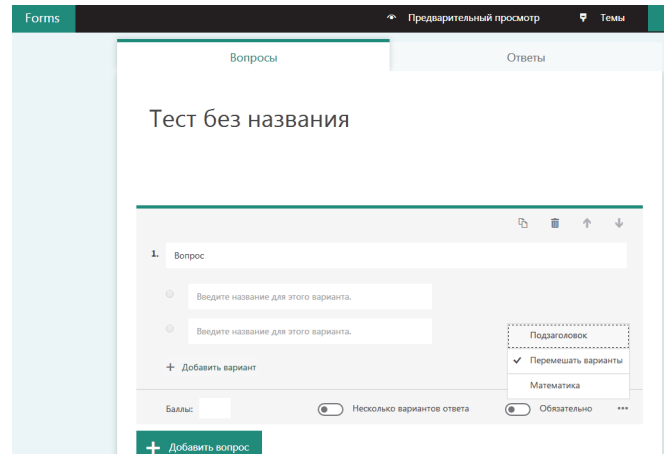 Forms
Предварительный просмотр
Темы
Вопросы
Ответы
Тест без названия
1. Вопрос
Введите название для этого варианта.
Введите название для этого варианта.
+ Добавить вариант
Подзаголовок
Перемешать варианты
Математика
Баллы:
Несколько вариантов ответа
Обязательно
+ Добавить вопрос